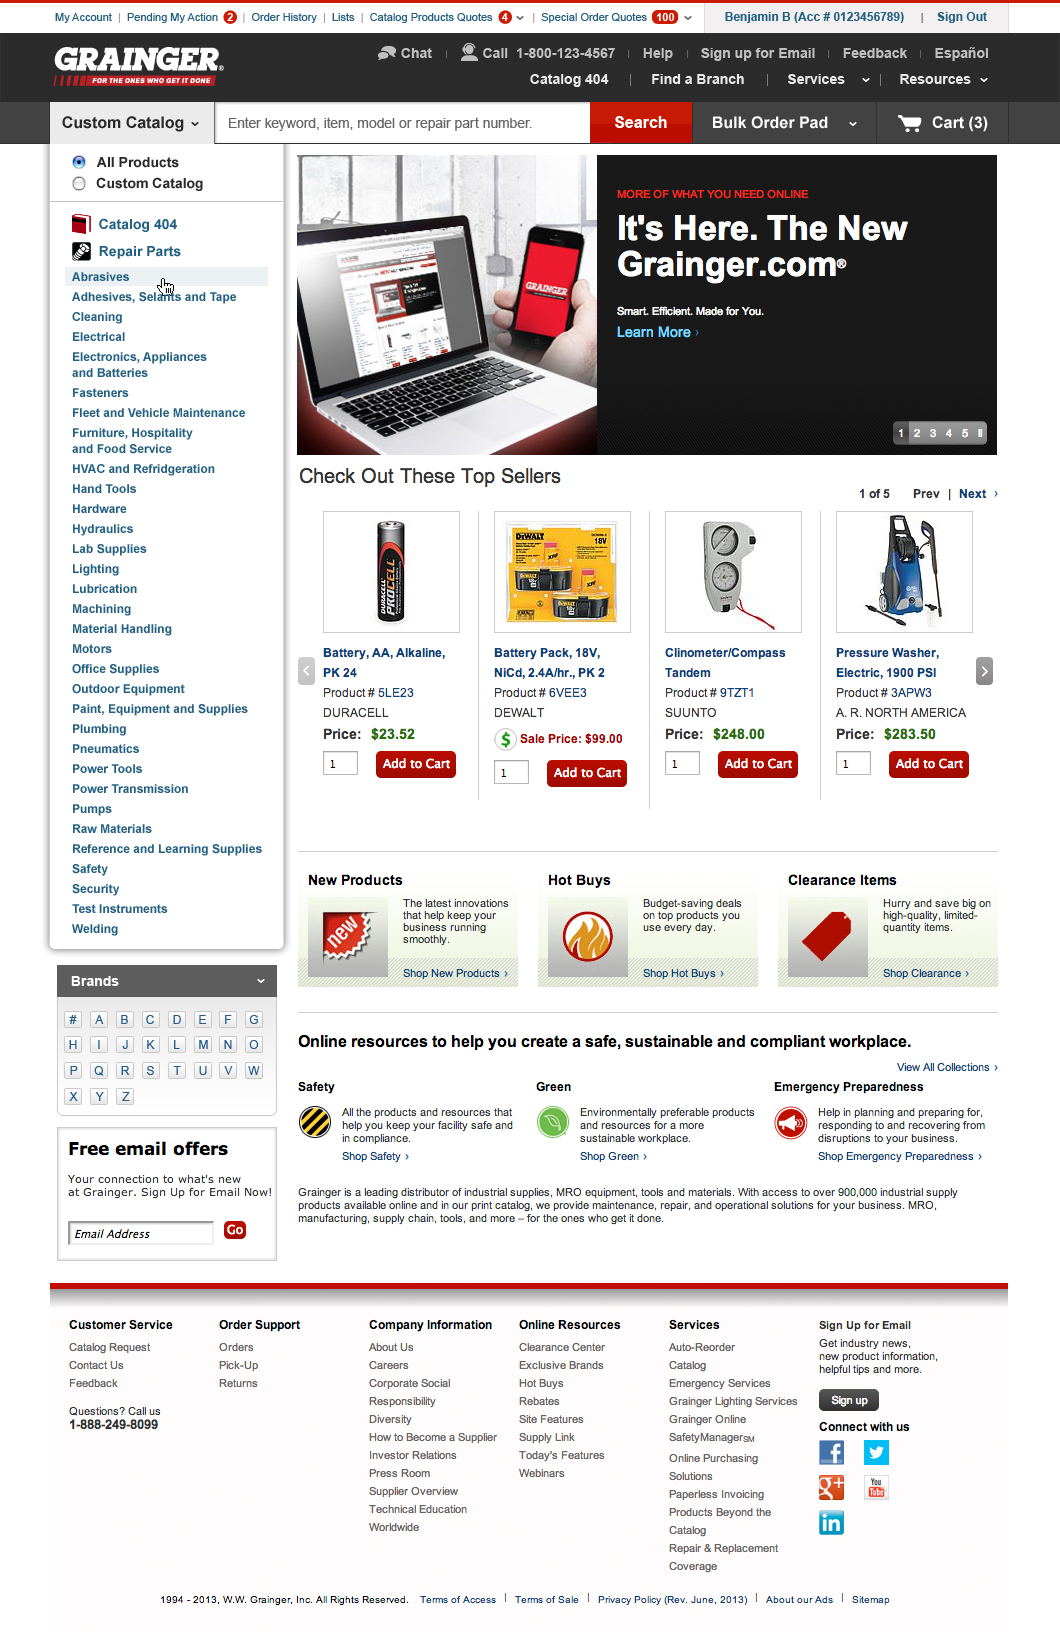 My Account | Pending My Action 2 | Order History | Lists | Catalog Products Quotes 4 | Special Order Quotes 100
Benjamin B (Acc # 0123456789) | Sign Out
GRAINGER®
FOR THE ONES WHO GET IT DONE
Chat | Call 1-800-123-4567 | Help | Sign up for Email | Feedback | Español
Catalog 404 | Find a Branch | Services | Resources
Custom Catalog
Enter keyword, item, model or repair part number.
Search
Bulk Order Pad
Cart (3)
All Products
Custom Catalog
Catalog 404
Repair Parts
Abrasives
Adhesives, Selants and Tape
Cleaning
Electrical
Electronics, Appliances
and Batteries
Fasteners
Fleet and Vehicle Maintenance
Furniture, Hospitality
and Food Service
HVAC and Refridgeration
Hand Tools
Hardware
Hydraulics
Lab Supplies
Lighting
Lubrication
Machining
Material Handling
Motors
Office Supplies
Outdoor Equipment
Paint, Equipment and Supplies
Plumbing
Pneumatics
Power Tools
Power Transmission
Pumps
Raw Materials
Reference and Learning Supplies
Safety
Security
Test Instruments
Welding
Brands
# A B C D E F G
H I J K L M N O
P Q R S T U V W
X Y Z
Free email offers
Your connection to what's new
at Grainger. Sign Up for Email Now!
Email Address
Go
GRAINGER
MORE OF WHAT YOU NEED ONLINE
It's Here. The New
Grainger.com®
Smart. Efficient. Made for You.
Learn More ›
1 2 3 4 5 II
Check Out These Top Sellers
1 of 5 Prev | Next ›
DURACELL
PROCELL
DEWALT
18V
XRP
XRP
Battery, AA, Alkaline,
PK 24
Product # 5LE23
DURACELL
Price: $23.52
1
Add to Cart
Battery Pack, 18V,
NiCd, 2.4A/hr., PK 2
Product # 6VEE3
DEWALT
$ Sale Price: $99.00
1
Add to Cart
Clinometer/Compass
Tandem
Product # 9TZT1
SUUNTO
Price: $248.00
1
Add to Cart
Pressure Washer,
Electric, 1900 PSI
Product # 3APW3
A. R. NORTH AMERICA
Price: $283.50
1
Add to Cart
New Products
new
The latest innovations
that help keep your
business running
smoothly.
Shop New Products ›
Hot Buys
Budget-saving deals
on top products you
use every day.
Shop Hot Buys ›
Clearance Items
Hurry and save big on
high-quality, limited-
quantity items.
Shop Clearance ›
Online resources to help you create a safe, sustainable and compliant workplace.
View All Collections ›
Safety
All the products and resources that
help you keep your facility safe and
in compliance.
Shop Safety ›
Green
Environmentally preferable products
and resources for a more
sustainable workplace.
Shop Green ›
Emergency Preparedness
Help in planning and preparing for,
responding to and recovering from
disruptions to your business.
Shop Emergency Preparedness ›
Grainger is a leading distributor of industrial supplies, MRO equipment, tools and materials. With access to over 900,000 industrial supply
products available online and in our print catalog, we provide maintenance, repair, and operational solutions for your business. MRO,
manufacturing, supply chain, tools, and more – for the ones who get it done.
Customer Service
Catalog Request
Contact Us
Feedback
Questions? Call us
1-888-249-8099
Order Support
Orders
Pick-Up
Returns
Company Information
About Us
Careers
Corporate Social
Responsibility
Diversity
How to Become a Supplier
Investor Relations
Press Room
Supplier Overview
Technical Education
Worldwide
Online Resources
Clearance Center
Exclusive Brands
Hot Buys
Rebates
Site Features
Supply Link
Today's Features
Webinars
Services
Auto-Reorder
Catalog
Emergency Services
Grainger Lighting Services
Grainger Online
SafetyManagerSM
Online Purchasing
Solutions
Paperless Invoicing
Products Beyond the
Catalog
Repair & Replacement
Coverage
Sign Up for Email
Get industry news,
new product information,
helpful tips and more.
Sign up
Connect with us
f
g+
You
Tube
in
1994 - 2013, W.W. Grainger, Inc. All Rights Reserved. Terms of Access | Terms of Sale | Privacy Policy (Rev. June, 2013) | About our Ads | Sitemap